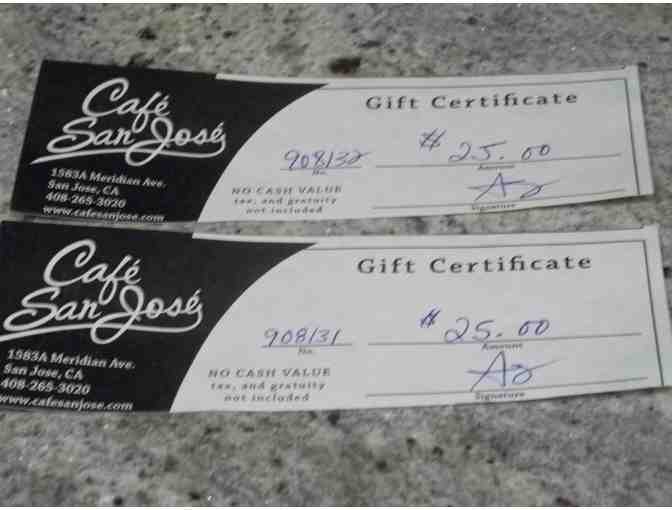 Café
San José
1583A Meridian Ave.
San Jose, CA
408-265-3020
www.cafesanjose.com
Gift Certificate
908132
No.
$ 25.00
Amount
NO CASH VALUE
tax, and gratuity
not included
Signature
Café
San José
1583A Meridian Ave.
San Jose, CA
408-265-3020
www.cafesanjose.com
Gift Certificate
908131
No.
$ 25.00
Amount
NO CASH VALUE
tax, and gratuity
not included
Signature